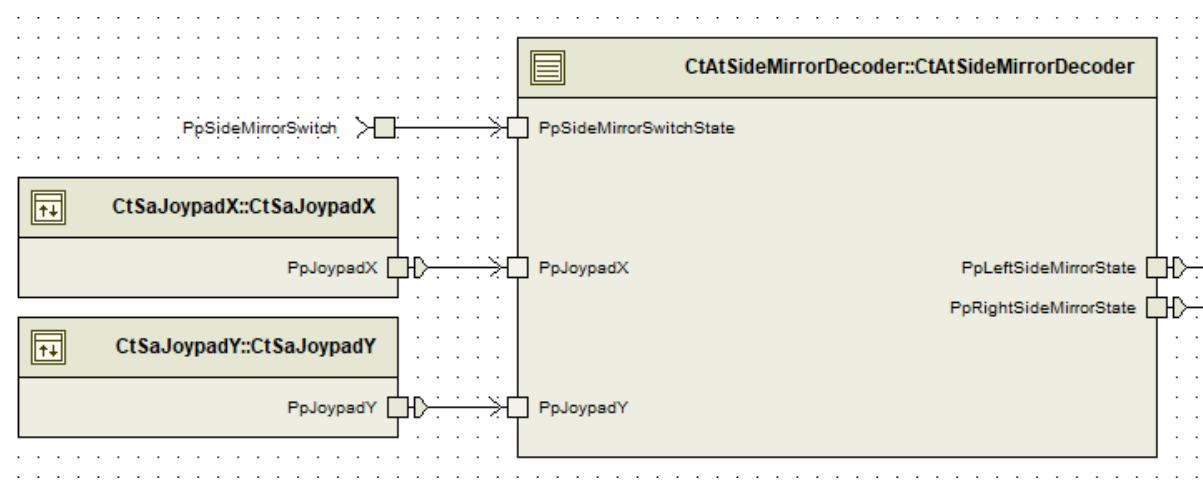 CtAtSideMirrorDecoder::CtAtSideMirrorDecoder
PpSideMirrorSwitch
PpSideMirrorSwitchState
CtSaJoypadX::CtSaJoypadX
PpJoypadX
PpJoypadX
PpLeftSideMirrorState
PpRightSideMirrorState
CtSaJoypadY::CtSaJoypadY
PpJoypadY
PpJoypadY